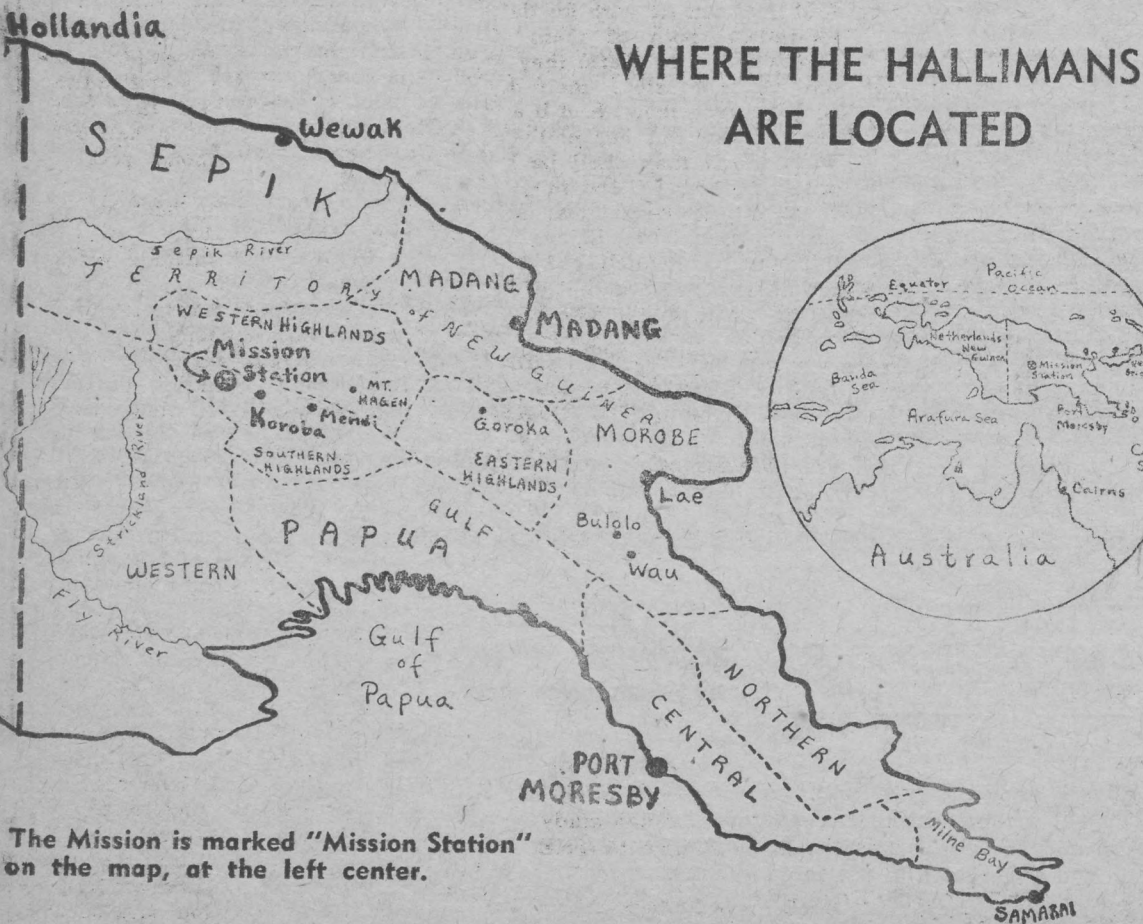 WHERE THE HALLIMANS
ARE LOCATED
Hollandia
Wewak
SEPIK
Sepik River
TERRITORY of NEW GUINEA
MADANE
MADANG
WESTERN HIGHLANDS
Mission
Station
MT.
HAGEN
Koroba
Mendi
Goroka
MOROBE
SOUTHERN
HIGHLANDS
EASTERN
HIGHLANDS
Lae
Strickland River
GULF
PAPUA
Bulolo
Wau
WESTERN
Fly River
Gulf
of
Papua
NORTHERN
CENTRAL
PORT
MORESBY
Milne Bay
SAMARAI
Equator
Pacific
Ocean
Netherlands
New
Guinea
Mission
Station
Banda
Sea
Arafura Sea
Port
Moresby
Cairns
Australia
The Mission is marked "Mission Station"
on the map, at the left center.